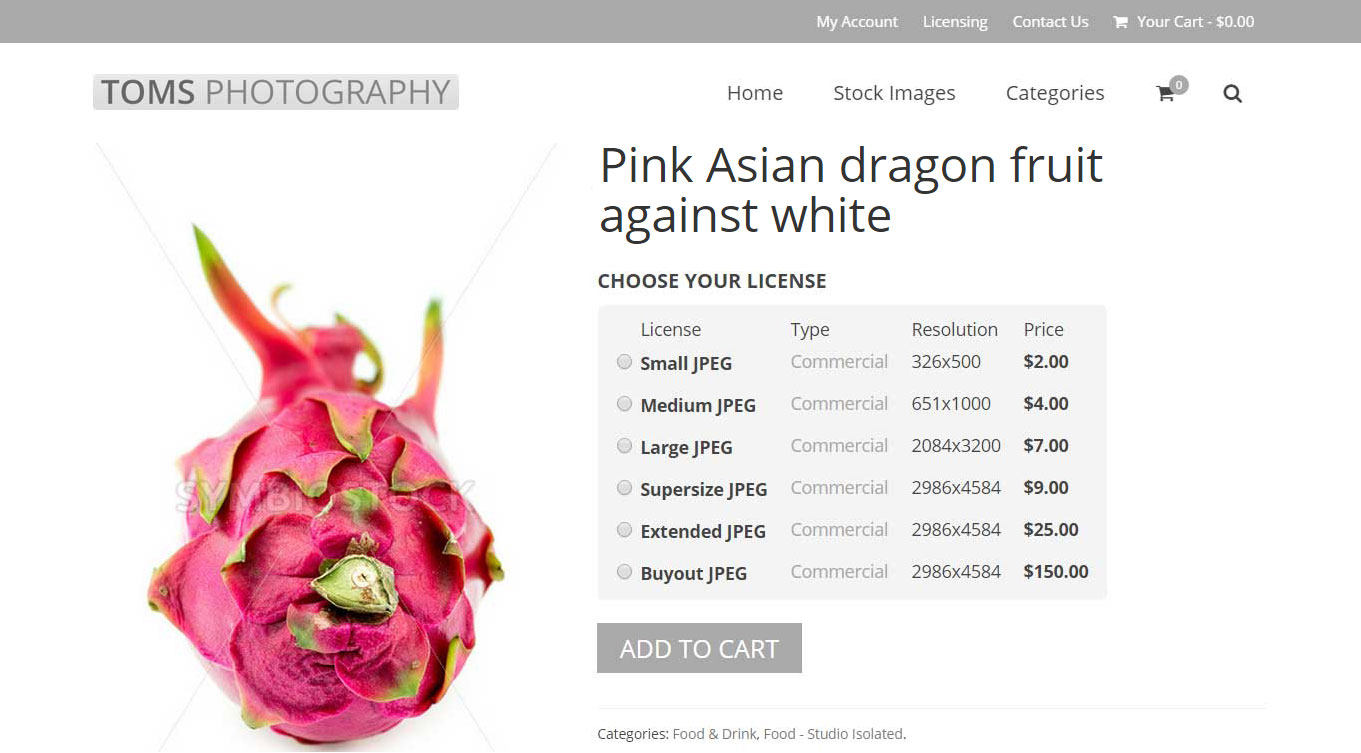 My Account Licensing Contact Us Your Cart - $0.00
TOMS PHOTOGRAPHY
Home Stock Images Categories 0
Pink Asian dragon fruit
against white
CHOOSE YOUR LICENSE
License Type Resolution Price
Small JPEG Commercial 326x500 $2.00
Medium JPEG Commercial 651x1000 $4.00
Large JPEG Commercial 2084x3200 $7.00
Supersize JPEG Commercial 2986x4584 $9.00
Extended JPEG Commercial 2986x4584 $25.00
Buyout JPEG Commercial 2986x4584 $150.00
ADD TO CART
Categories: Food & Drink, Food - Studio Isolated.
SYMBIOSTOCK